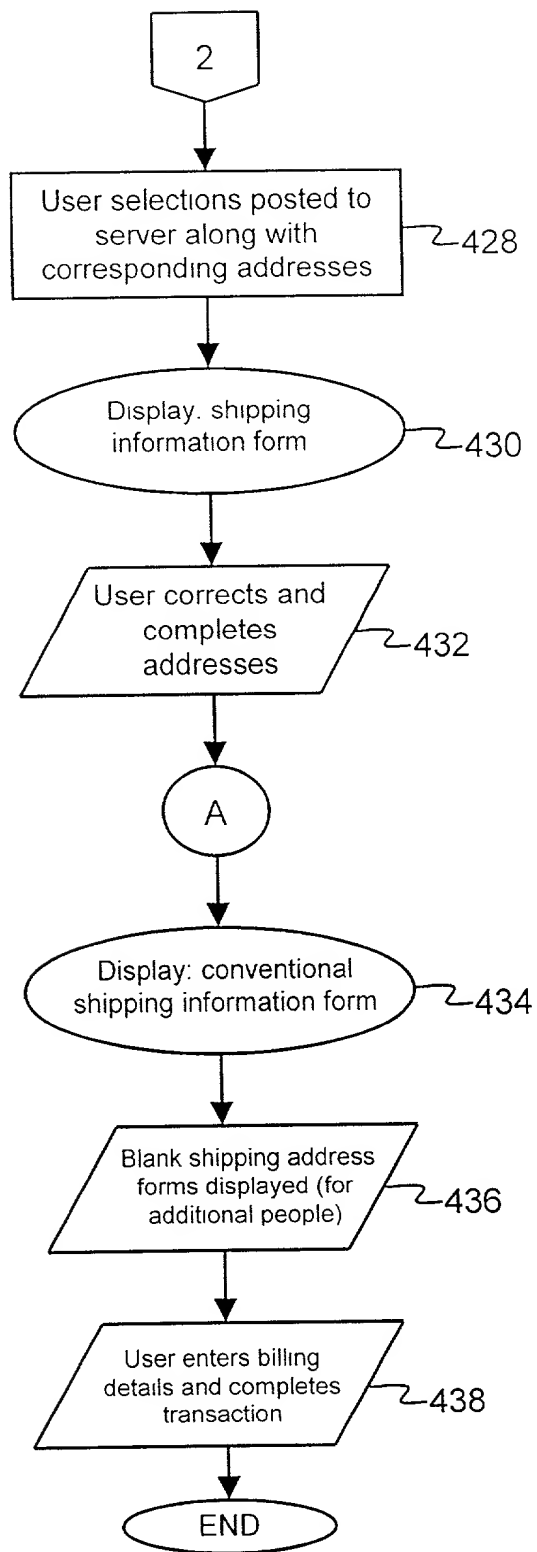 2
User selections posted to
server along with
corresponding addresses
428
Display. shipping
information form
430
User corrects and
completes
addresses
432
A
Display: conventional
shipping information form
434
Blank shipping address
forms displayed (for
additional people)
436
User enters billing
details and completes
transaction
438
END